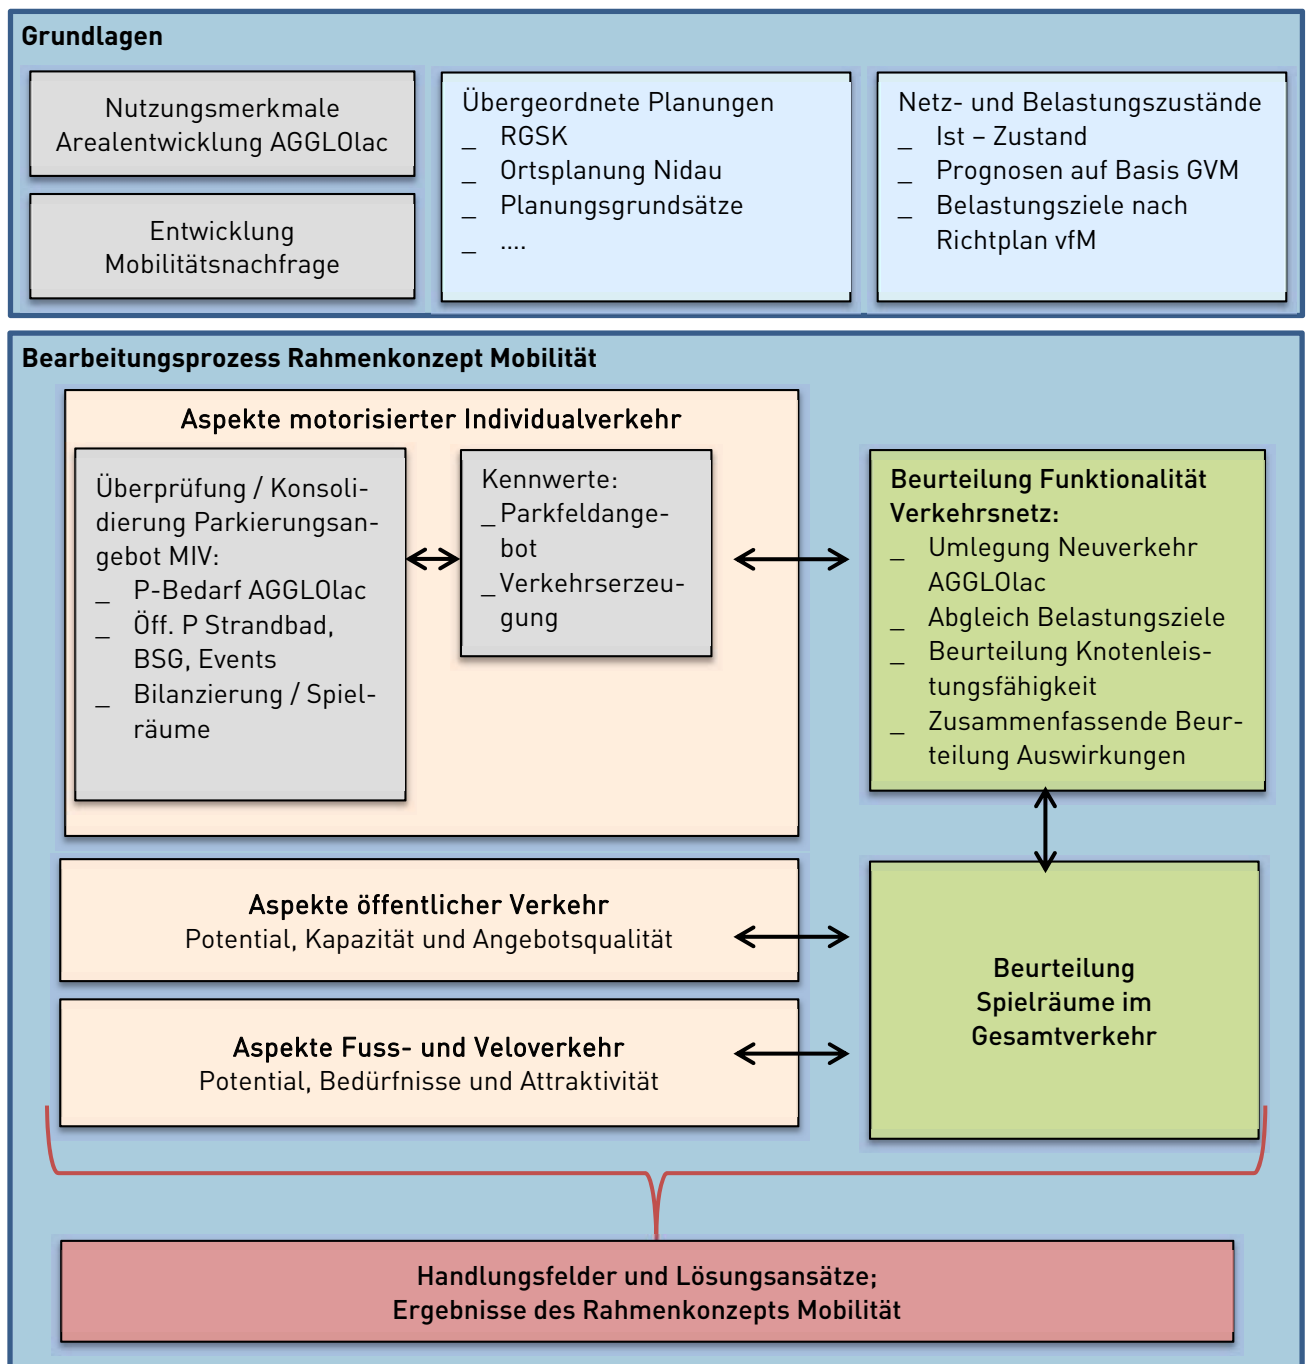 Grundlagen
Nutzungsmerkmale
Arealentwicklung AGGLOlac
Entwicklung
Mobilitätsnachfrage
Übergeordnete Planungen
_ RGSK
_ Ortsplanung Nidau
_ Planungsgrundsätze
_ ....
Netz- und Belastungszustände
_ Ist – Zustand
_ Prognosen auf Basis GVM
_ Belastungsziele nach
Richtplan vfM
Bearbeitungsprozess Rahmenkonzept Mobilität
Aspekte motorisierter Individualverkehr
Überprüfung / Konsoli-
dierung Parkierungsan-
gebot MIV:
_ P-Bedarf AGGLOlac
_ Öff. P Strandbad,
BSG, Events
_ Bilanzierung / Spiel-
räume
Kennwerte:
_ Parkfeldange-
bot
_ Verkehrserzeu-
gung
Beurteilung Funktionalität
Verkehrsnetz:
_ Umlegung Neuverkehr
AGGLOlac
_ Abgleich Belastungsziele
_ Beurteilung Knotenleis-
tungsfähigkeit
_ Zusammenfassende Beur-
teilung Auswirkungen
Aspekte öffentlicher Verkehr
Potential, Kapazität und Angebotsqualität
Aspekte Fuss- und Veloverkehr
Potential, Bedürfnisse und Attraktivität
Beurteilung
Spielräume im
Gesamtverkehr
Handlungsfelder und Lösungsansätze;
Ergebnisse des Rahmenkonzepts Mobilität